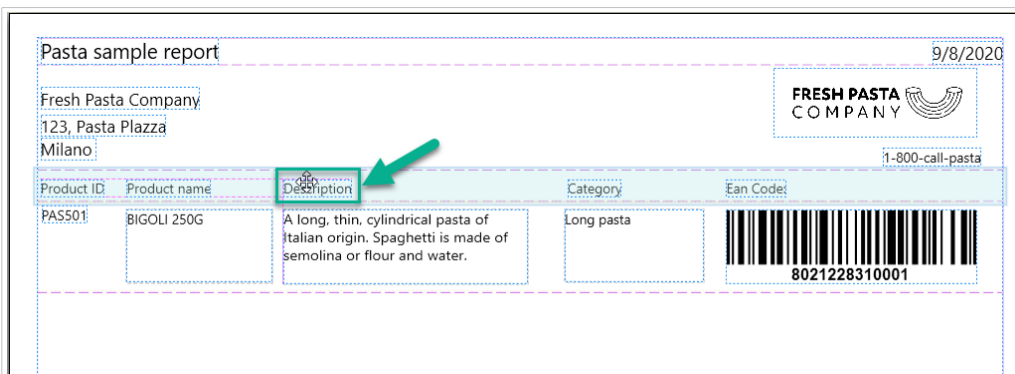 Pasta sample report
9/8/2020
Fresh Pasta Company
123, Pasta Plazza
Milano
FRESH PASTA
COMPANY
1-800-call-pasta
Product ID Product name Description Category Ean Code:
PAS501 BIGOLI 250G A long, thin, cylindrical pasta of Long pasta
Italian origin. Spaghetti is made of
semolina or flour and water.
8021228310001